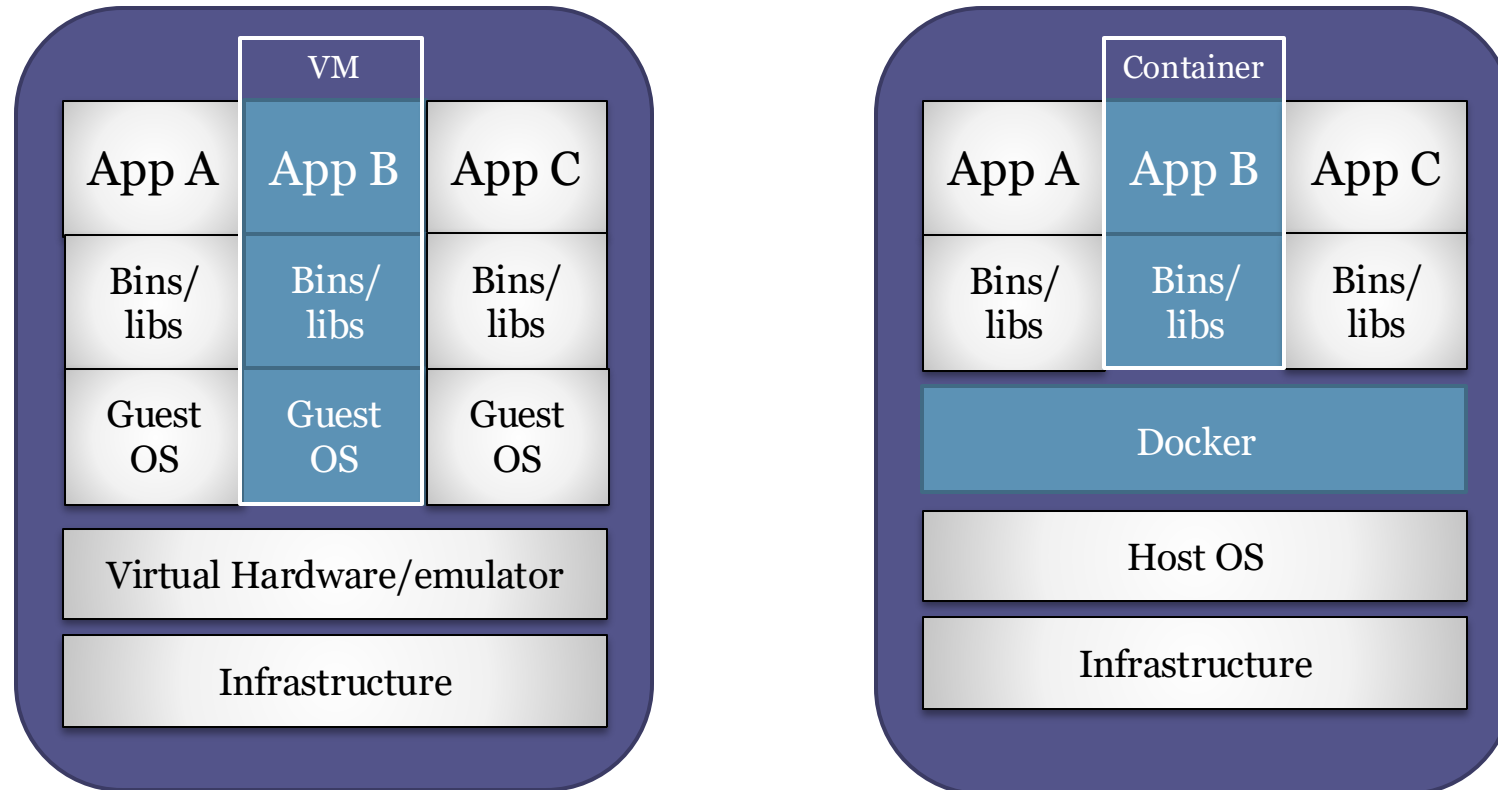 VM
App A
App B
App C
Bins/
libs
Bins/
libs
Bins/
libs
Guest
OS
Guest
OS
Guest
OS
Virtual Hardware/emulator
Infrastructure
Container
App A
App B
App C
Bins/
libs
Bins/
libs
Bins/
libs
Docker
Host OS
Infrastructure